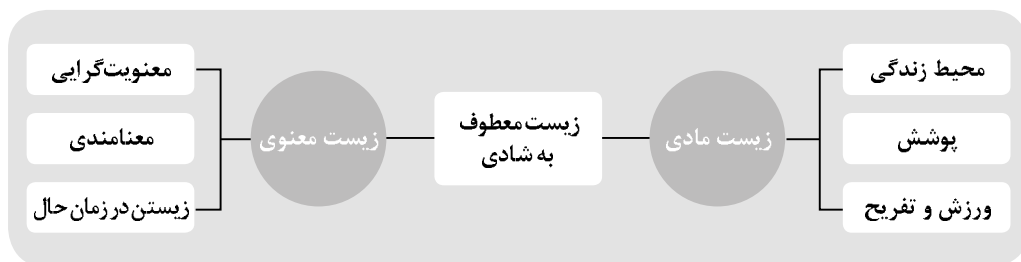 محیط زندگی
پوشش
ورزش و تفریح
زیست مادی
زیست معطوف
به شادی
زیست معنوی
معنویت‌گرایی
معنامندی
زیستن در زمان حال